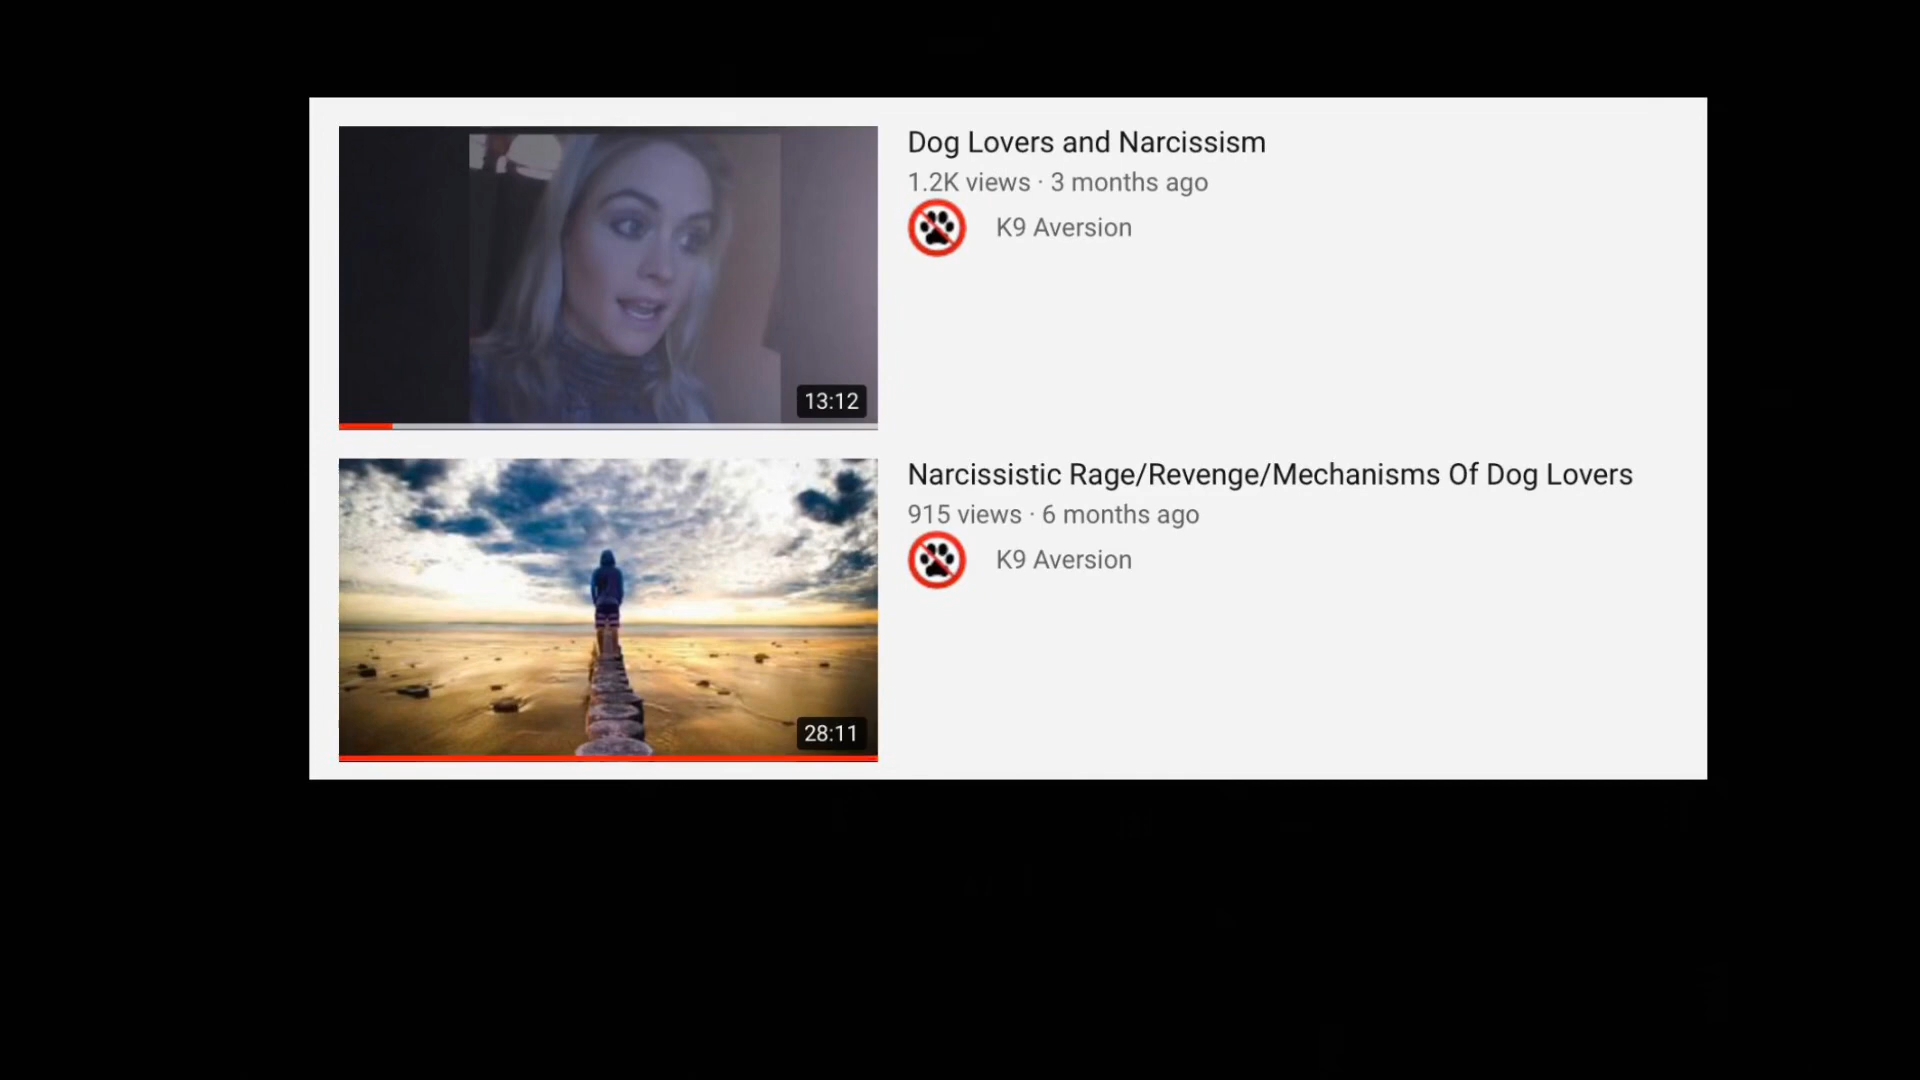 Dog Lovers and Narcissism
1.2K views · 3 months ago
K9 Aversion
13:12
Narcissistic Rage/Revenge/Mechanisms Of Dog Lovers
915 views · 6 months ago
K9 Aversion
28:11